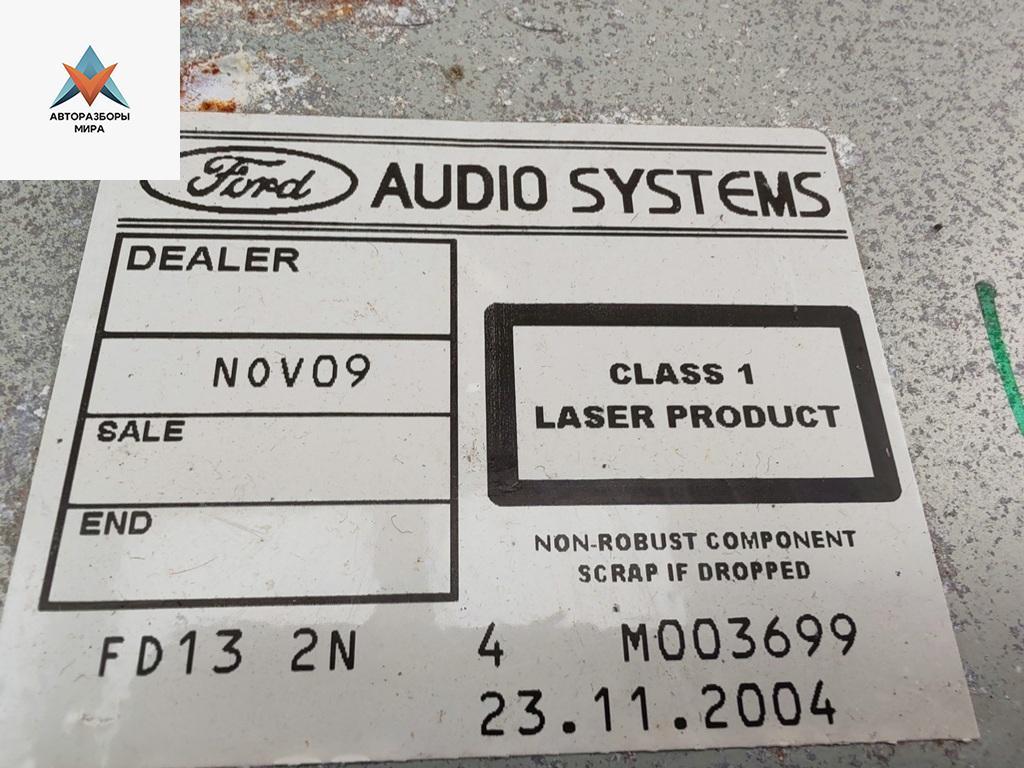 АВТОРАЗБОРЫ
МИРА
Ford AUDIO SYSTEMS
DEALER
NOV09
SALE
END
CLASS 1
LASER PRODUCT
NON-ROBUST COMPONENT
SCRAP IF DROPPED
FD13 2N 4 M003699
23.11.2004